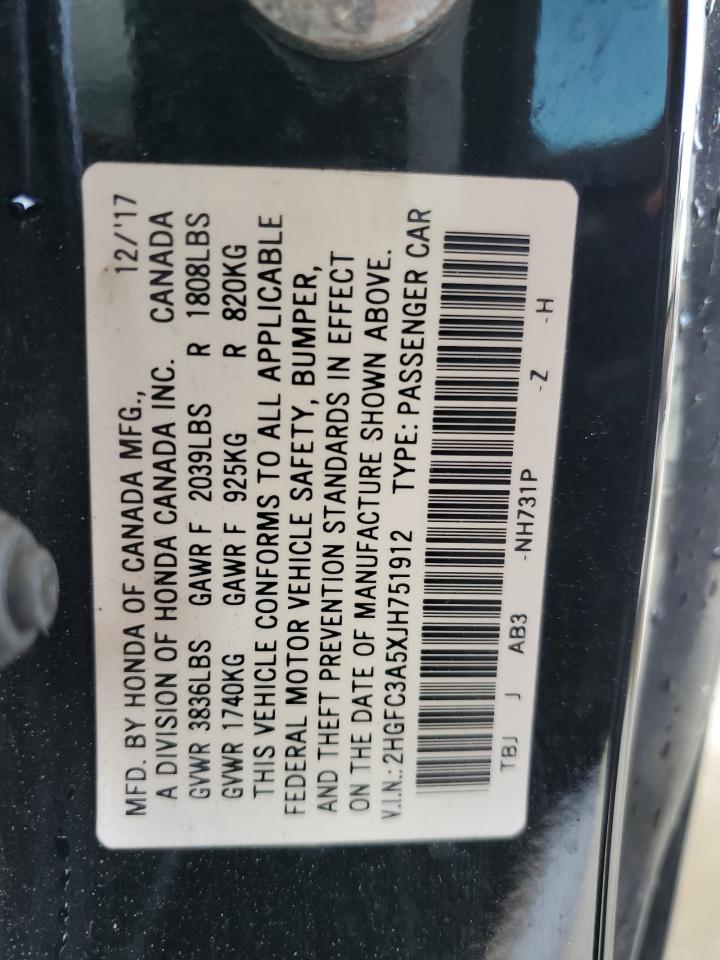 MFD. BY HONDA OF CANADA MFG., 12/'17
A DIVISION OF HONDA CANADA INC. CANADA
GVWR 3836LBS GAWR F 2039LBS R 1808LBS
GVWR 1740KG GAWR F 925KG R 820KG
THIS VEHICLE CONFORMS TO ALL APPLICABLE
FEDERAL MOTOR VEHICLE SAFETY, BUMPER,
AND THEFT PREVENTION STANDARDS IN EFFECT
ON THE DATE OF MANUFACTURE SHOWN ABOVE.
V.I.N.: 2HGFC3A5XJH751912 TYPE: PASSENGER CAR
TBJ J AB3 -NH731P -Z -H